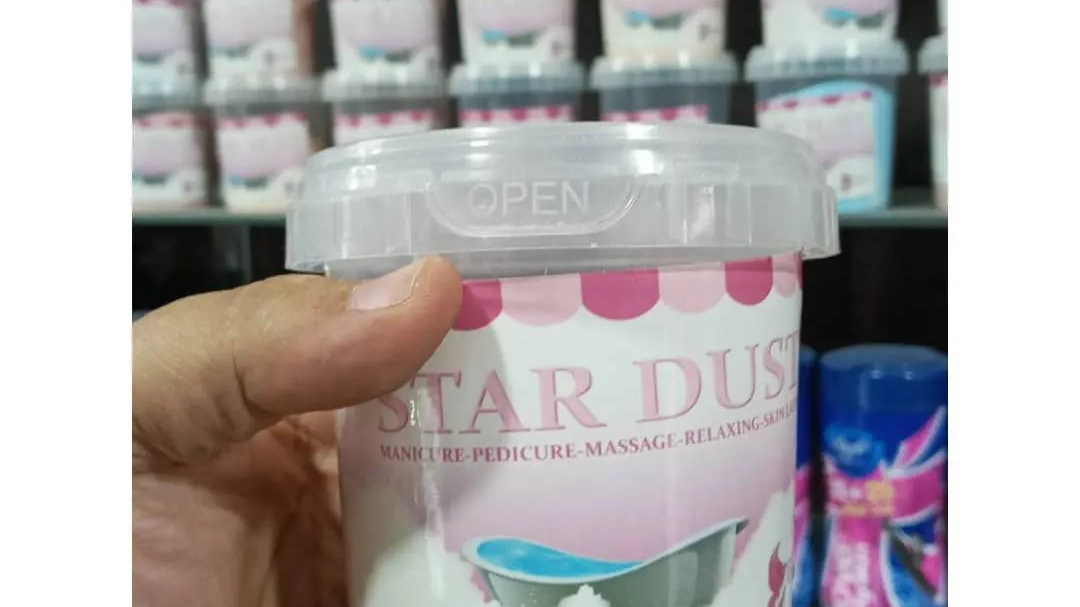 OPEN
STAR DUST
MANICURE-PEDICURE-MASSAGE-RELAXING-SKIN